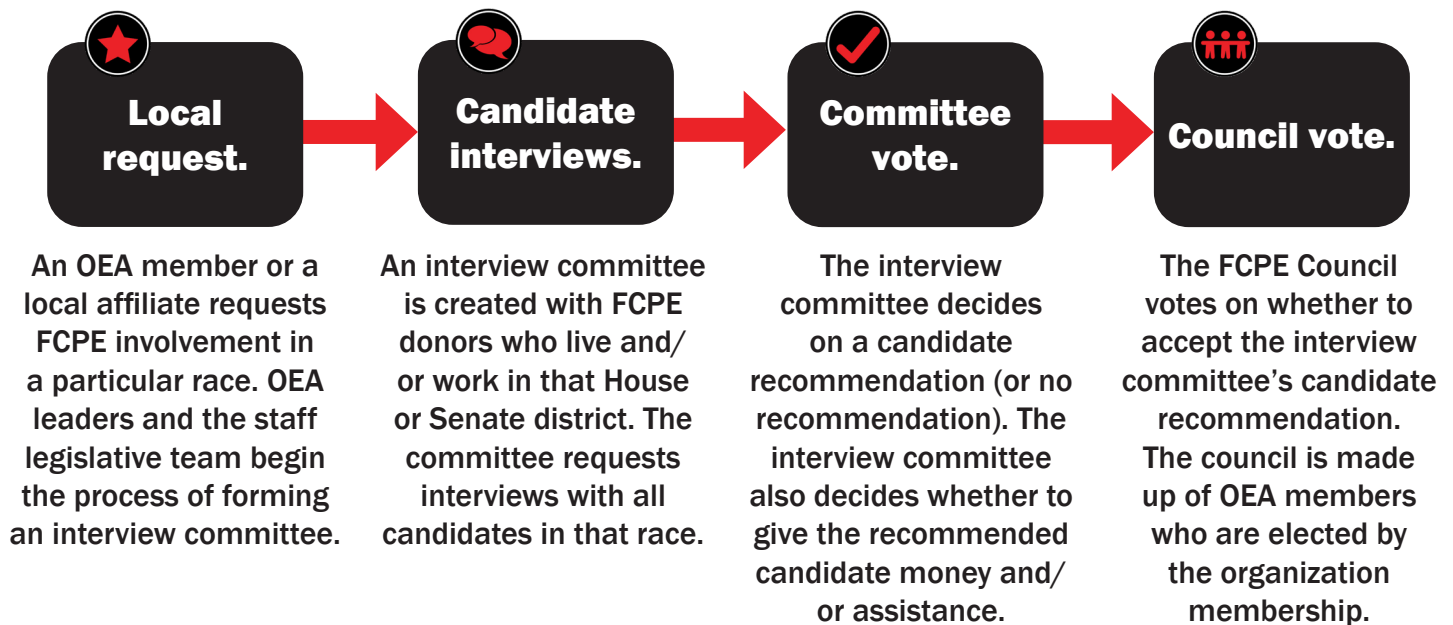 Local
request.
An OEA member or a
local affiliate requests
FCPE involvement in
a particular race. OEA
leaders and the staff
legislative team begin
the process of forming
an interview committee.
Candidate
interviews.
An interview committee
is created with FCPE
donors who live and/
or work in that House
or Senate district. The
committee requests
interviews with all
candidates in that race.
Committee
vote.
The interview
committee decides
on a candidate
recommendation (or no
recommendation). The
interview committee
also decides whether to
give the recommended
candidate money and/
or assistance.
Council vote.
The FCPE Council
votes on whether to
accept the interview
committee’s candidate
recommendation.
The council is made
up of OEA members
who are elected by
the organization
membership.